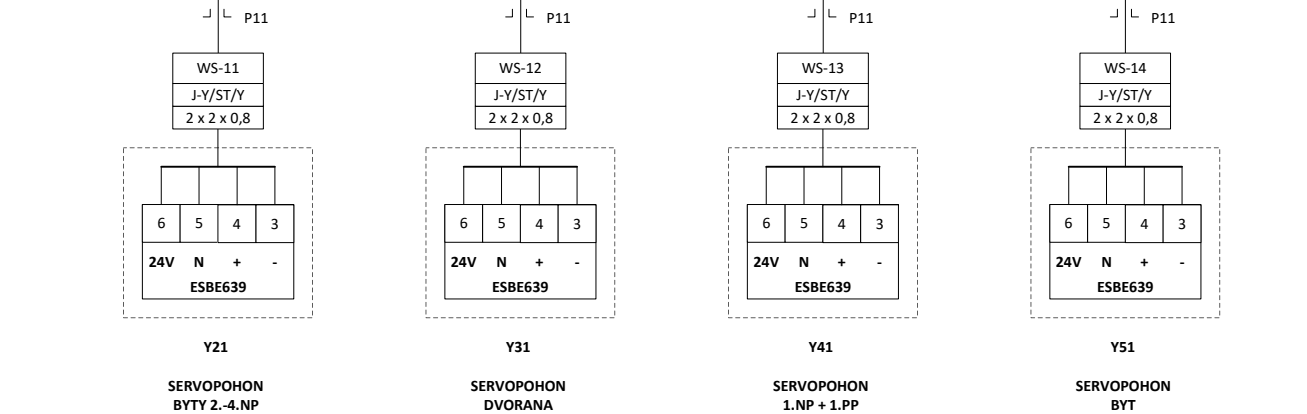 P11 P11 P11 P11
WS-11 WS-12 WS-13 WS-14
J-Y/ST/Y J-Y/ST/Y J-Y/ST/Y J-Y/ST/Y
2 x 2 x 0,8 2 x 2 x 0,8 2 x 2 x 0,8 2 x 2 x 0,8
6 5 4 3 6 5 4 3 6 5 4 3 6 5 4 3
24V N + - 24V N + - 24V N + - 24V N + -
ESBE639 ESBE639 ESBE639 ESBE639
Y21 Y31 Y41 Y51
SERVOPOHON SERVOPOHON SERVOPOHON SERVOPOHON
BYTY 2.-4.NP DVORANA 1.NP + 1.PP BYT